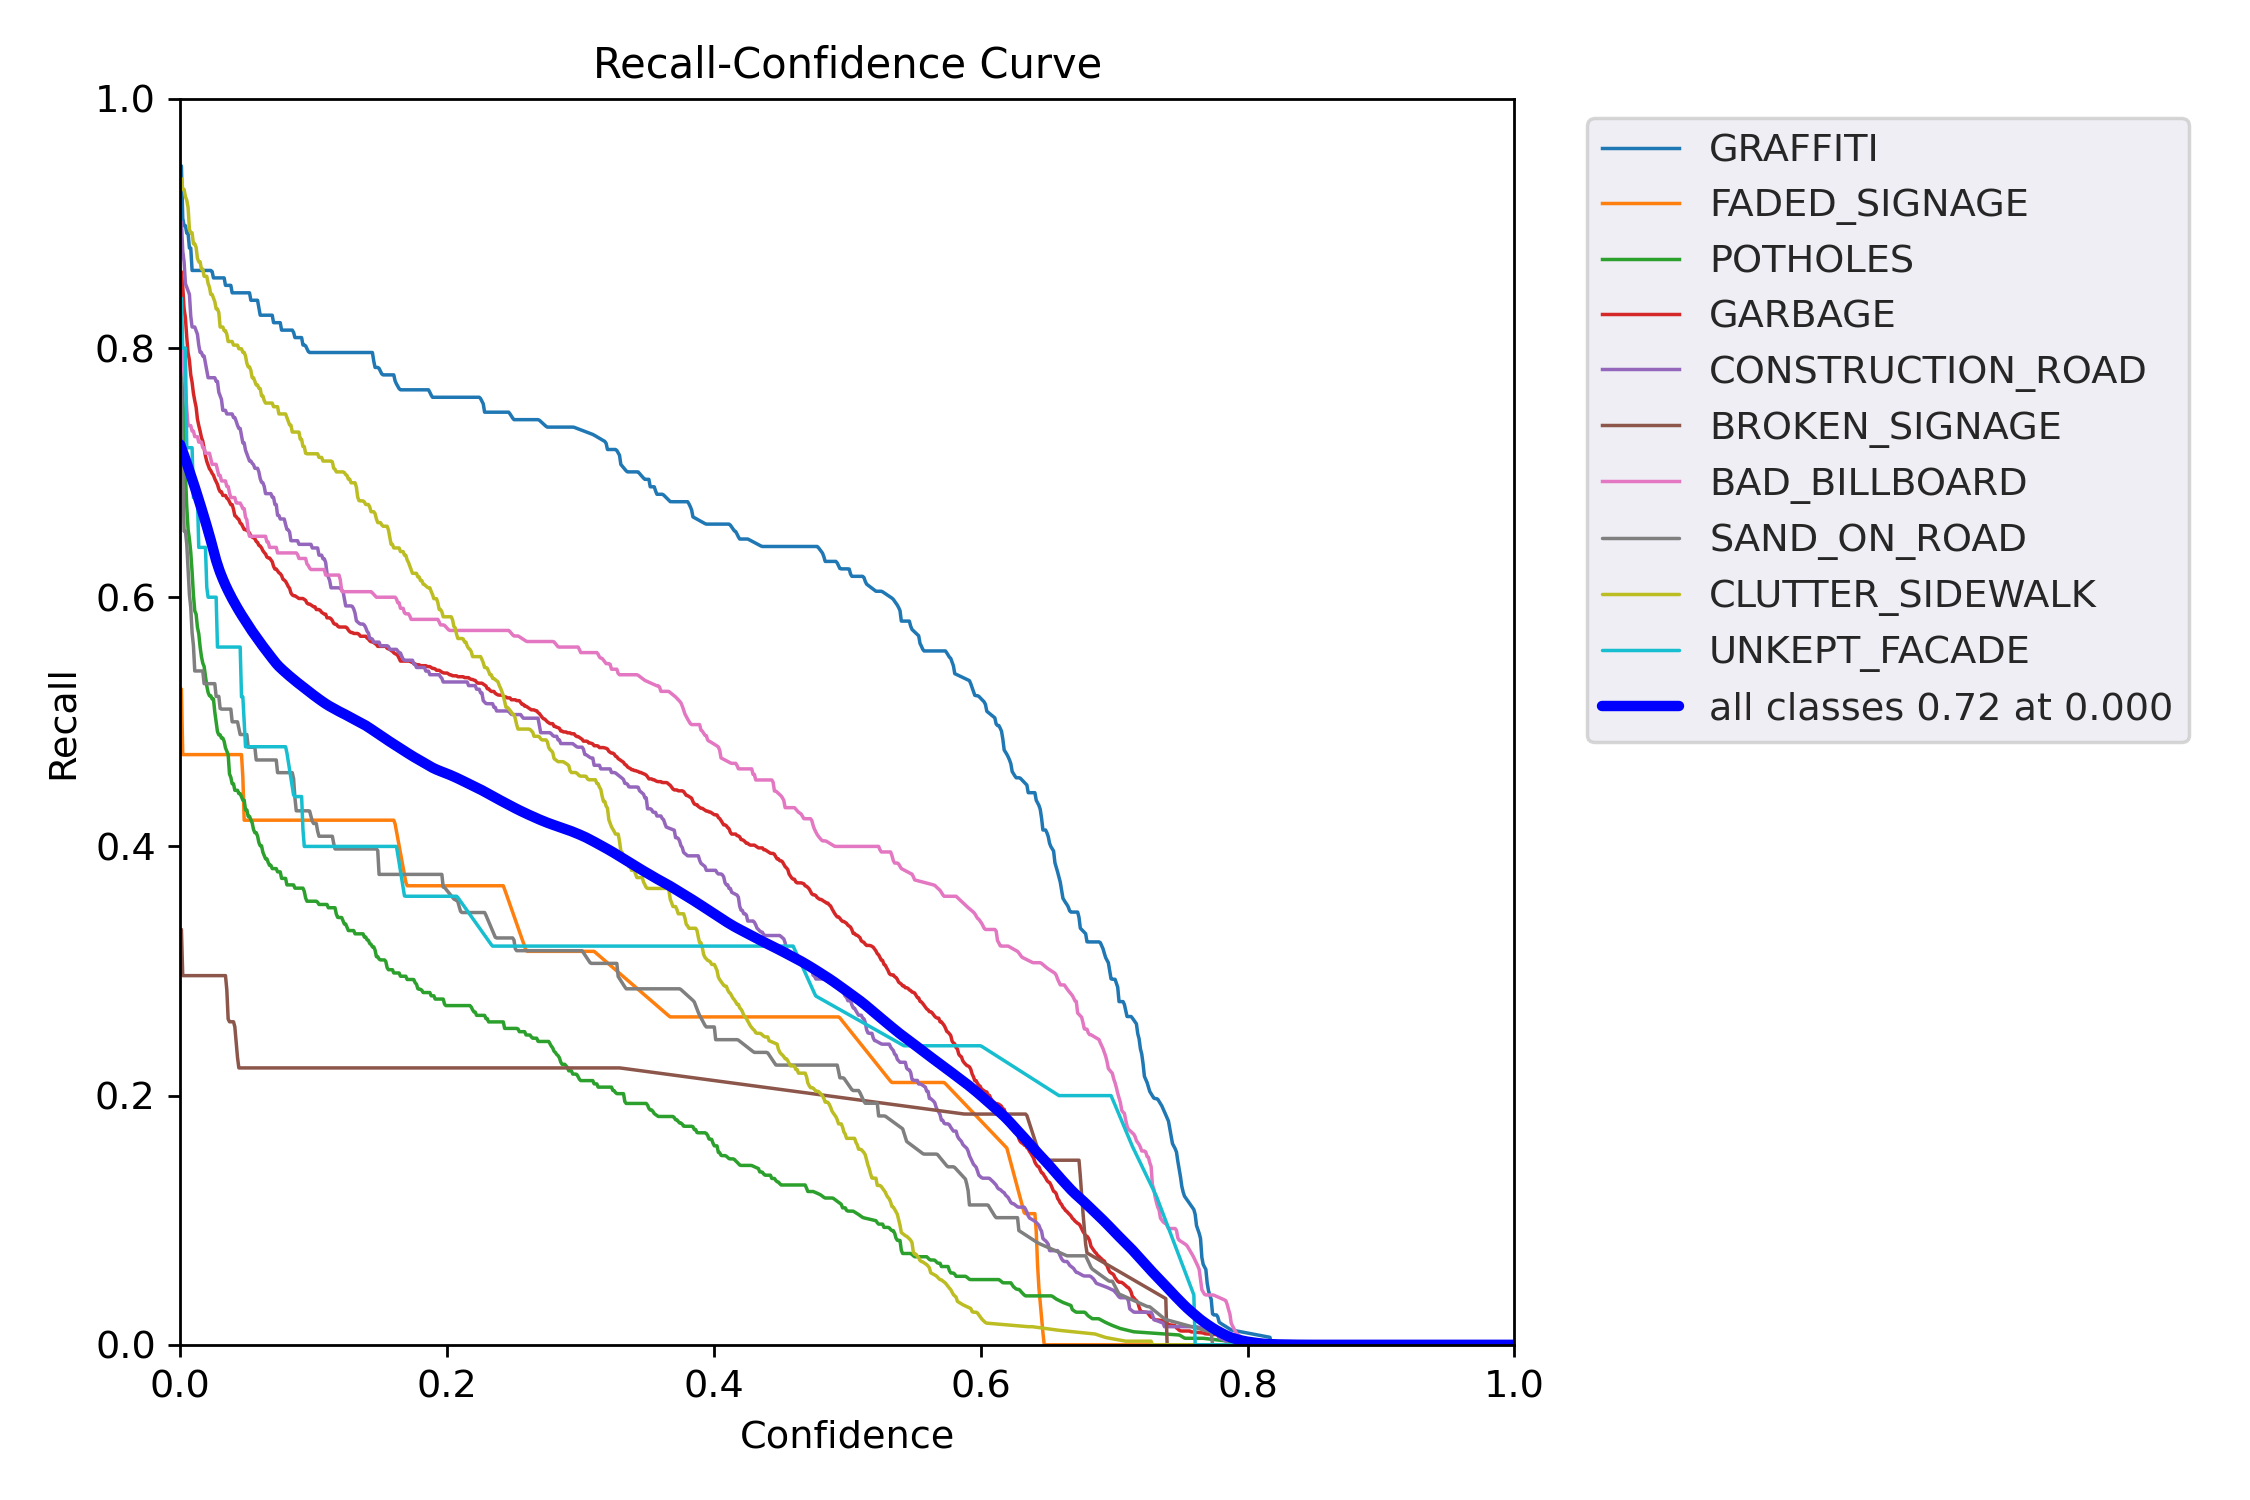 Recall-Confidence Curve
1.0
0.8
0.6
0.4
0.2
0.0
Recall
0.0 0.2 0.4 0.6 0.8 1.0
Confidence
GRAFFITI
FADED_SIGNAGE
POTHOLES
GARBAGE
CONSTRUCTION_ROAD
BROKEN_SIGNAGE
BAD_BILLBOARD
SAND_ON_ROAD
CLUTTER_SIDEWALK
UNKEPT_FACADE
all classes 0.72 at 0.000